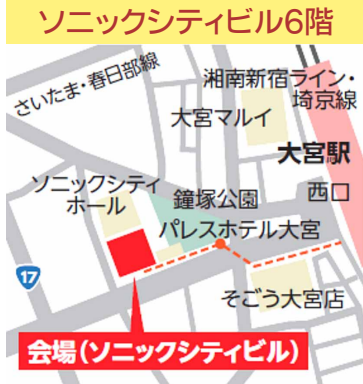 ソニックシティビル6階
さいたま・春日部線
湘南新宿ライン・
埼京線
大宮マルイ
大宮駅
西口
ソニックシティ
ホール
鐘塚公園
パレスホテル大宮
17
そごう大宮店
会場(ソニックシティビル)